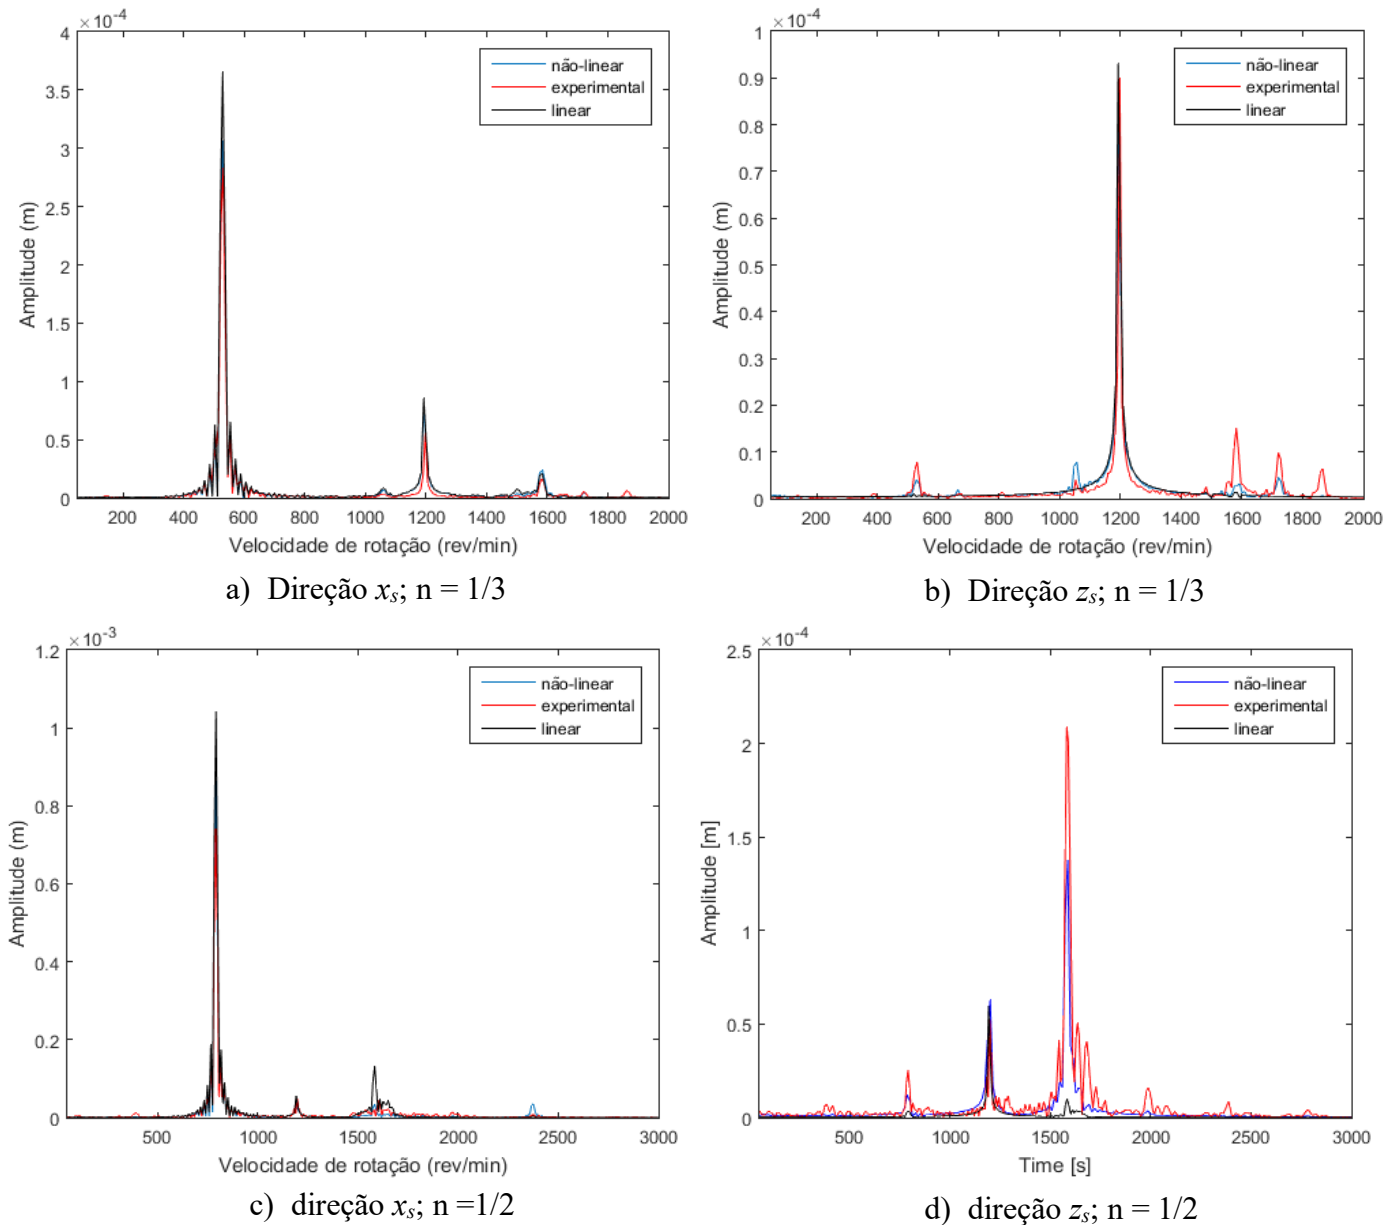 ×10⁻⁴
4
3.5
3
2.5
2
1.5
1
0.5
0
Amplitude (m)
não-linear
experimental
linear
200 400 600 800 1000 1200 1400 1600 1800 2000
Velocidade de rotação (rev/min)
a) Direção xₛ; n = 1/3
×10⁻⁴
1
0.9
0.8
0.7
0.6
0.5
0.4
0.3
0.2
0.1
0
Amplitude (m)
não-linear
experimental
linear
200 400 600 800 1000 1200 1400 1600 1800 2000
Velocidade de rotação (rev/min)
b) Direção zₛ; n = 1/3
×10⁻³
1.2
1
0.8
0.6
0.4
0.2
0
Amplitude (m)
não-linear
experimental
linear
500 1000 1500 2000 2500 3000
Velocidade de rotação (rev/min)
c) direção xₛ; n =1/2
×10⁻⁴
2.5
2
1.5
1
0.5
0
Amplitude [m]
não-linear
experimental
linear
500 1000 1500 2000 2500 3000
Time [s]
d) direção zₛ; n = 1/2